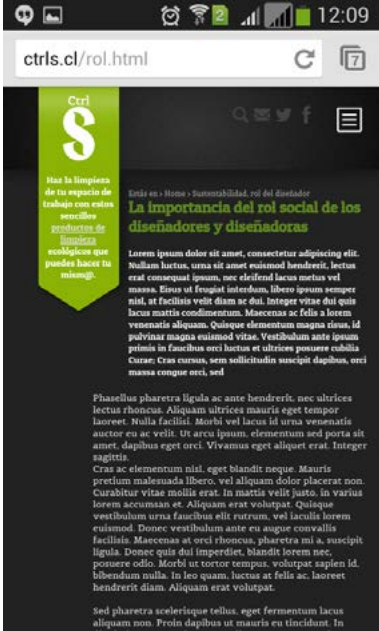 2
12:09
ctrls.cl/rol.html
7
Ctrl
S
Haz la limpieza
de tu espacio de
trabajo con estos
sencillos
productos de
limpieza
ecológicos que
puedes hacer tu
mism@.
Estás en › Home › Sustentabilidad, rol del diseñador
La importancia del rol social de los
diseñadores y diseñadoras
Lorem ipsum dolor sit amet, consectetur adipiscing elit.
Nullam luctus, urna sit amet euismod hendrerit, lectus
erat consequat ipsum, nec eleifend lacus metus vel
massa. Eisus ut feugiat interdum, libero ipsum semper
nisl, at facilisis velit diam ac dui. Integer vitae dui quis
lacus mattis condimentum. Maecenas ac felis a lorem
venenatis aliquam. Quisque elementum magna risus, id
pulvinar magna euismod vitae. Vestibulum ante ipsum
primis in faucibus orci luctus et ultrices posuere cubilia
Curae; Cras cursus, sem sollicitudin suscipit dapibus, orci
massa congue orci, sed
Phasellus pharetra ligula ac ante hendrerit, nec ultrices
lectus rhoncus. Aliquam ultrices mauris eget tempor
laoreet. Nulla facilisi. Morbi vel lacus id urna venenatis
auctor eu ac velit. Ut arcu ipsum, elementum sed porta sit
amet, dapibus eget orci. Vivamus eget aliquet erat. Integer
sagittis.
Cras ac elementum nisl, eget blandit neque. Mauris
pretium malesuada libero, vel aliquam dolor placerat non.
Curabitur vitae mollis erat. In mattis velit justo, in varius
lorem accumsan et. Aliquam erat volutpat. Quisque
vestibulum urna faucibus elit rutrum, vel iaculis lorem
euismod. Donec vestibulum ante eu augue convallis
facilisis. Maecenas at orci rhoncus, pharetra mi a, suscipit
ligula. Donec quis dui imperdiet, blandit lorem nec,
posuere odio. Morbi ut tortor tempus, volutpat sapien id,
bibendum nulla. In leo quam, luctus at felis ac, laoreet
hendrerit diam. Aliquam erat volutpat.
Sed pharetra scelerisque tellus, eget fermentum lacus
aliquam non. Proin dapibus ut mauris eu tincidunt. In